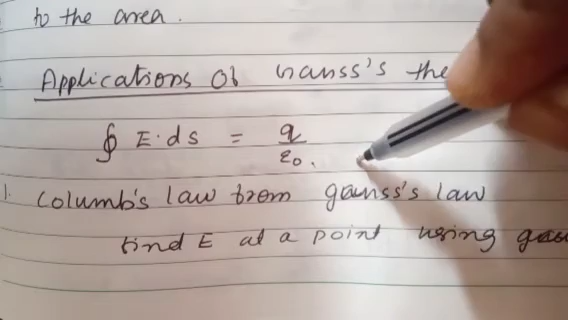 to the area.
Applications of Gauss's the
∮ E·ds = q/ε0.
1. Columb's law from gauss's law
find E at a point using gau